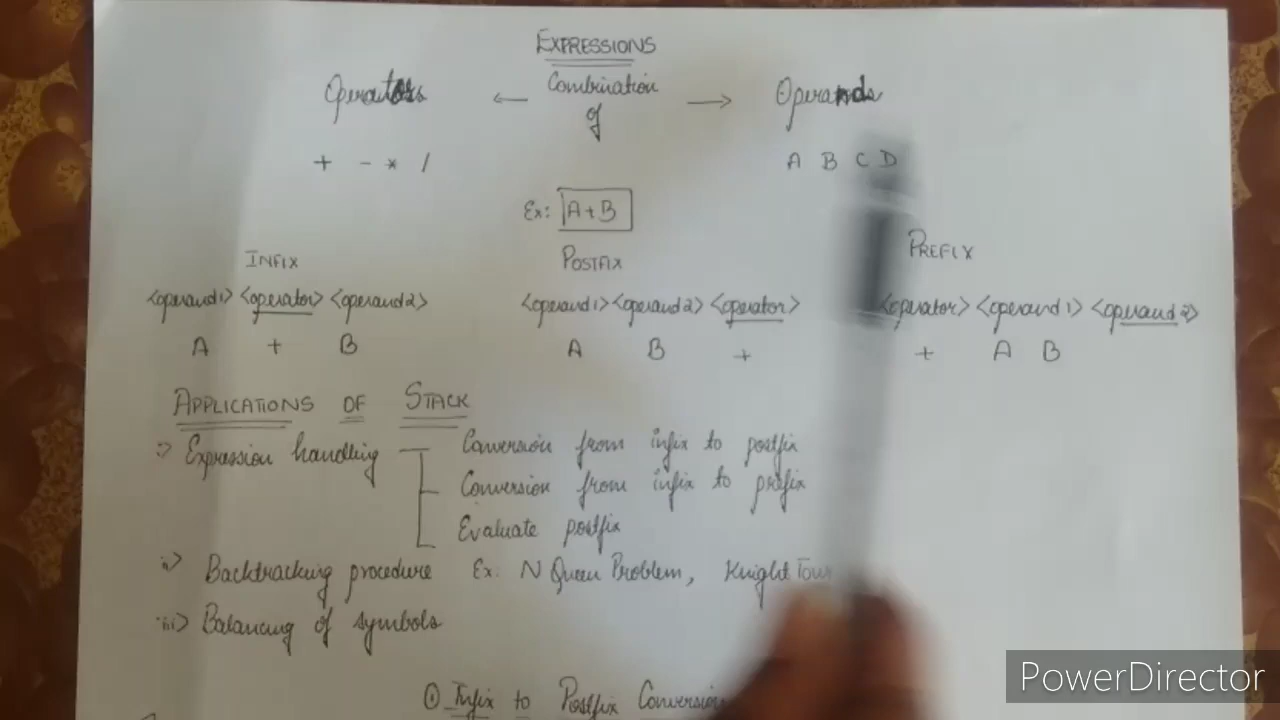 EXPRESSIONS
Operators ← Combination of → Operands
+ - * / A B C D
Ex: A+B
INFIX POSTFIX PREFIX
<operand1> <operator> <operand2> <operand1> <operand2> <operator> <operator> <operand1> <operand2>
A + B A B + + A B
APPLICATIONS OF STACK
i> Expression handling Conversion from infix to postfix
Conversion from infix to prefix
Evaluate postfix
ii> Backtracking procedure Ex: N Queen Problem, Knight Tour
iii> Balancing of symbols
① Infix to Postfix Conversion
PowerDirector